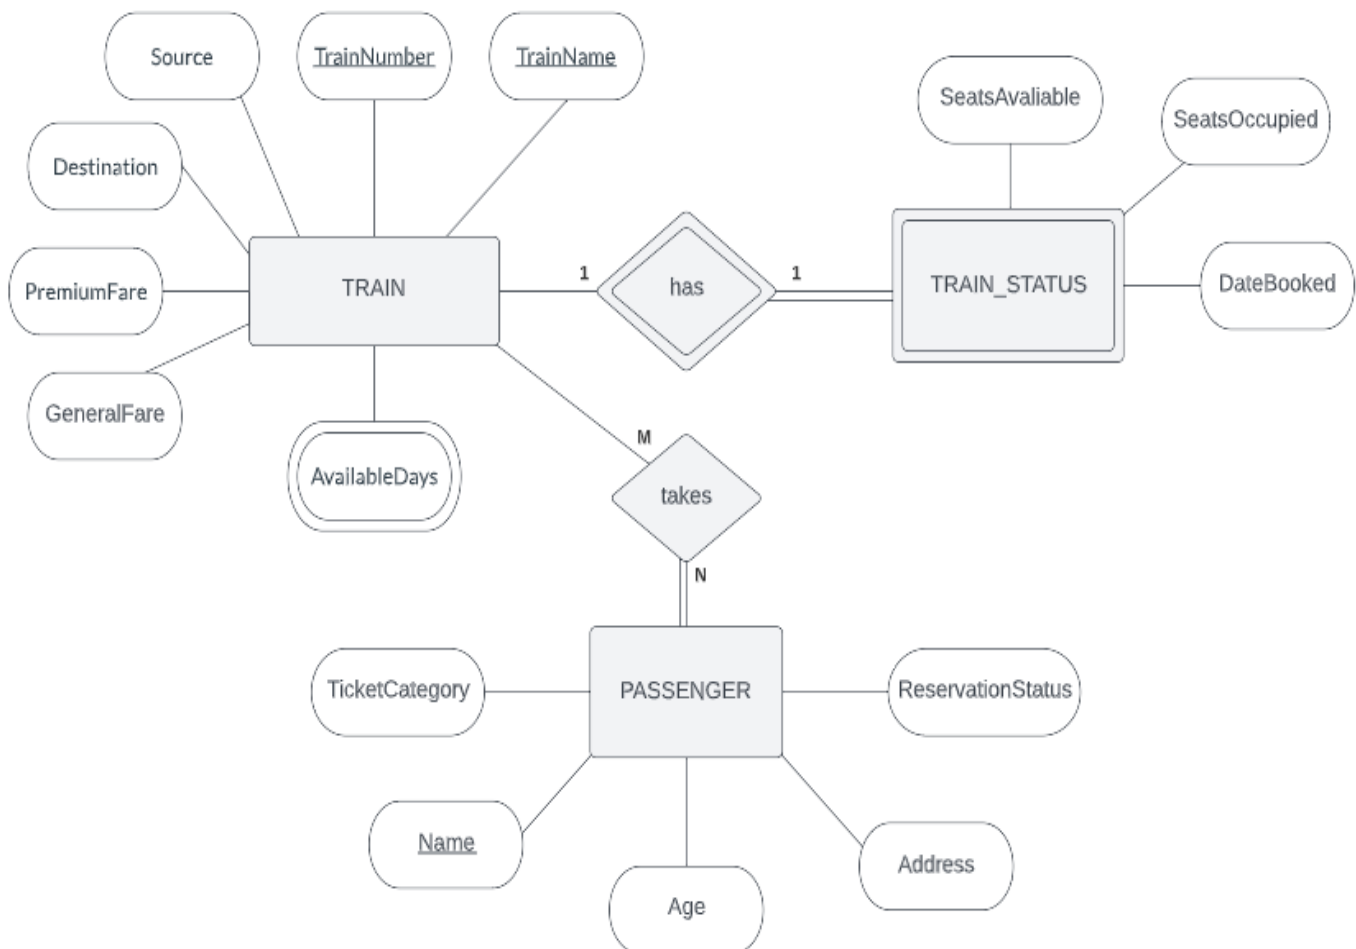 Source
TrainNumber
TrainName
SeatsAvaliable
SeatsOccupied
Destination
PremiumFare
TRAIN
1
has
1
TRAIN_STATUS
DateBooked
GeneralFare
AvailableDays
M
takes
N
TicketCategory
PASSENGER
ReservationStatus
Name
Age
Address